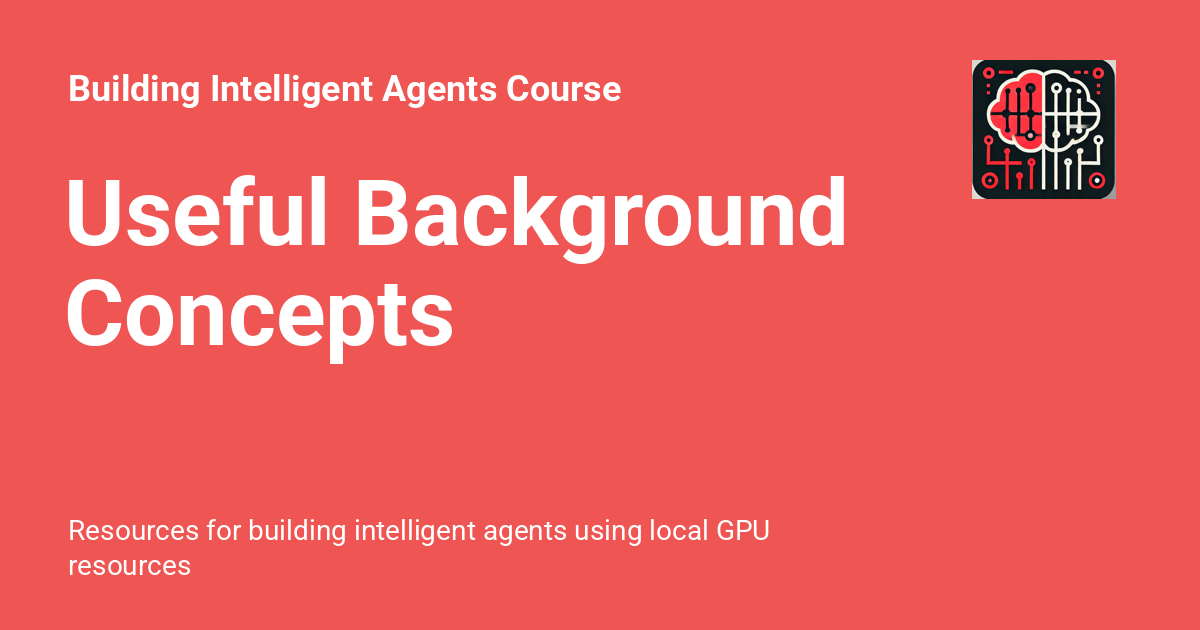 Building Intelligent Agents Course
Useful Background
Concepts
Resources for building intelligent agents using local GPU
resources